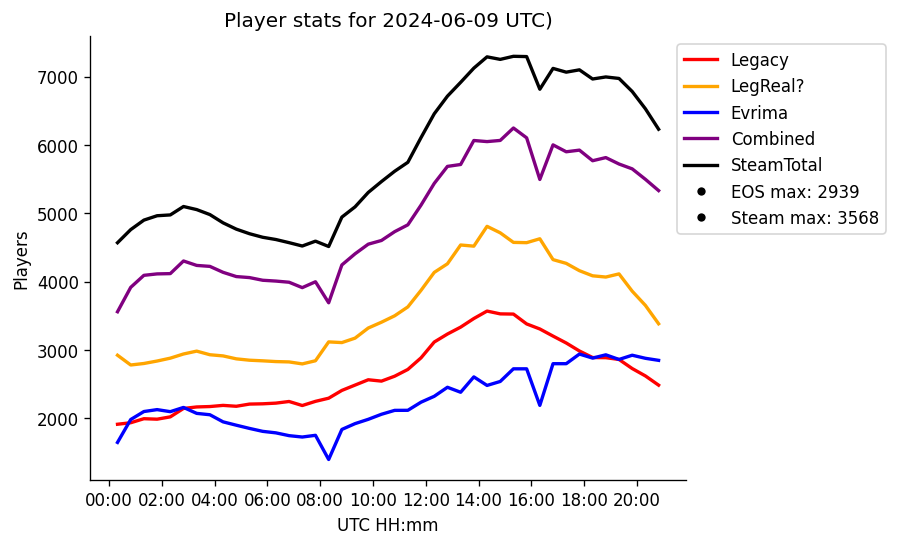 Player stats for 2024-06-09 UTC)
Legacy
LegReal?
Evrima
Combined
SteamTotal
EOS max: 2939
Steam max: 3568
Players
7000
6000
5000
4000
3000
2000
00:00 02:00 04:00 06:00 08:00 10:00 12:00 14:00 16:00 18:00 20:00
UTC HH:mm